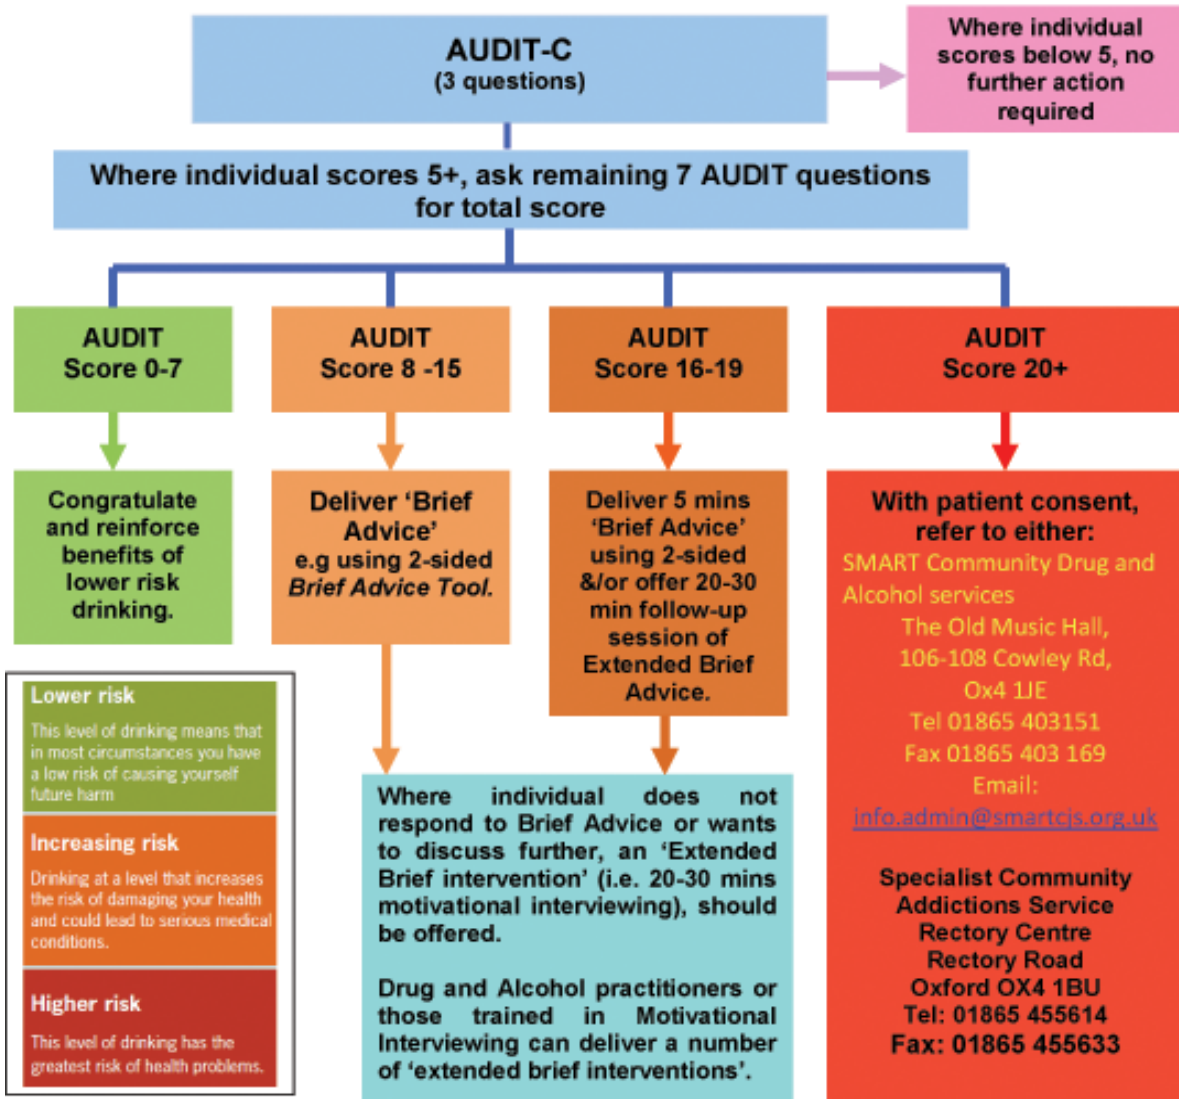 AUDIT-C
(3 questions)
Where individual
scores below 5, no
further action
required
Where individual scores 5+, ask remaining 7 AUDIT questions
for total score
AUDIT
Score 0-7
AUDIT
Score 8 -15
AUDIT
Score 16-19
AUDIT
Score 20+
Congratulate
and reinforce
benefits of
lower risk
drinking.
Deliver ‘Brief
Advice’
e.g using 2-sided
Brief Advice Tool.
Deliver 5 mins
‘Brief Advice’
using 2-sided
&/or offer 20-30
min follow-up
session of
Extended Brief
Advice.
With patient consent,
refer to either:
SMART Community Drug and
Alcohol services
The Old Music Hall,
106-108 Cowley Rd,
Ox4 1JE
Tel 01865 403151
Fax 01865 403 169
Email:
info.admin@smartcjs.org.uk
Specialist Community
Addictions Service
Rectory Centre
Rectory Road
Oxford OX4 1BU
Tel: 01865 455614
Fax: 01865 455633
Lower risk
This level of drinking means that
in most circumstances you have
a low risk of causing yourself
future harm
Increasing risk
Drinking at a level that increases
the risk of damaging your health
and could lead to serious medical
conditions.
Higher risk
This level of drinking has the
greatest risk of health problems.
Where individual does not
respond to Brief Advice or wants
to discuss further, an ‘Extended
Brief intervention’ (i.e. 20-30 mins
motivational interviewing), should
be offered.
Drug and Alcohol practitioners or
those trained in Motivational
Interviewing can deliver a number
of ‘extended brief interventions’.